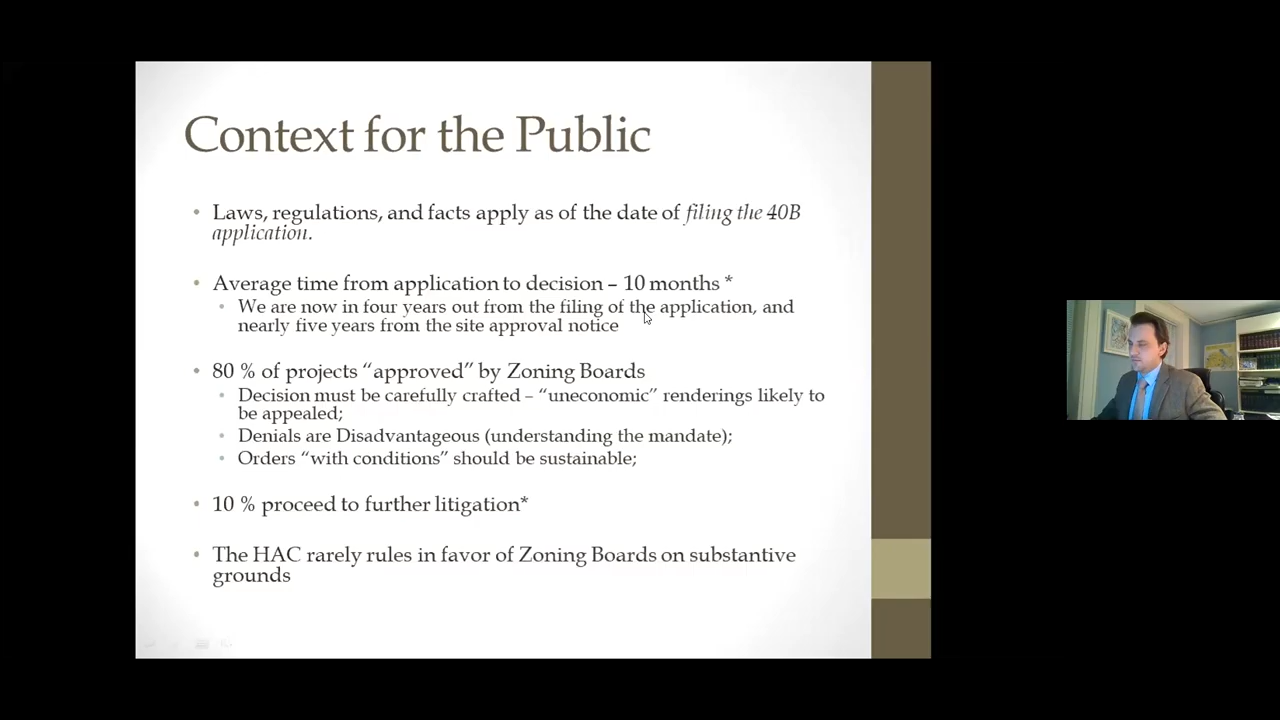 Context for the Public
• Laws, regulations, and facts apply as of the date of filing the 40B
application.
• Average time from application to decision – 10 months *
• We are now in four years out from the filing of the application, and
nearly five years from the site approval notice
• 80 % of projects “approved” by Zoning Boards
• Decision must be carefully crafted – “uneconomic” renderings likely to
be appealed;
• Denials are Disadvantageous (understanding the mandate);
• Orders “with conditions” should be sustainable;
• 10 % proceed to further litigation*
• The HAC rarely rules in favor of Zoning Boards on substantive
grounds